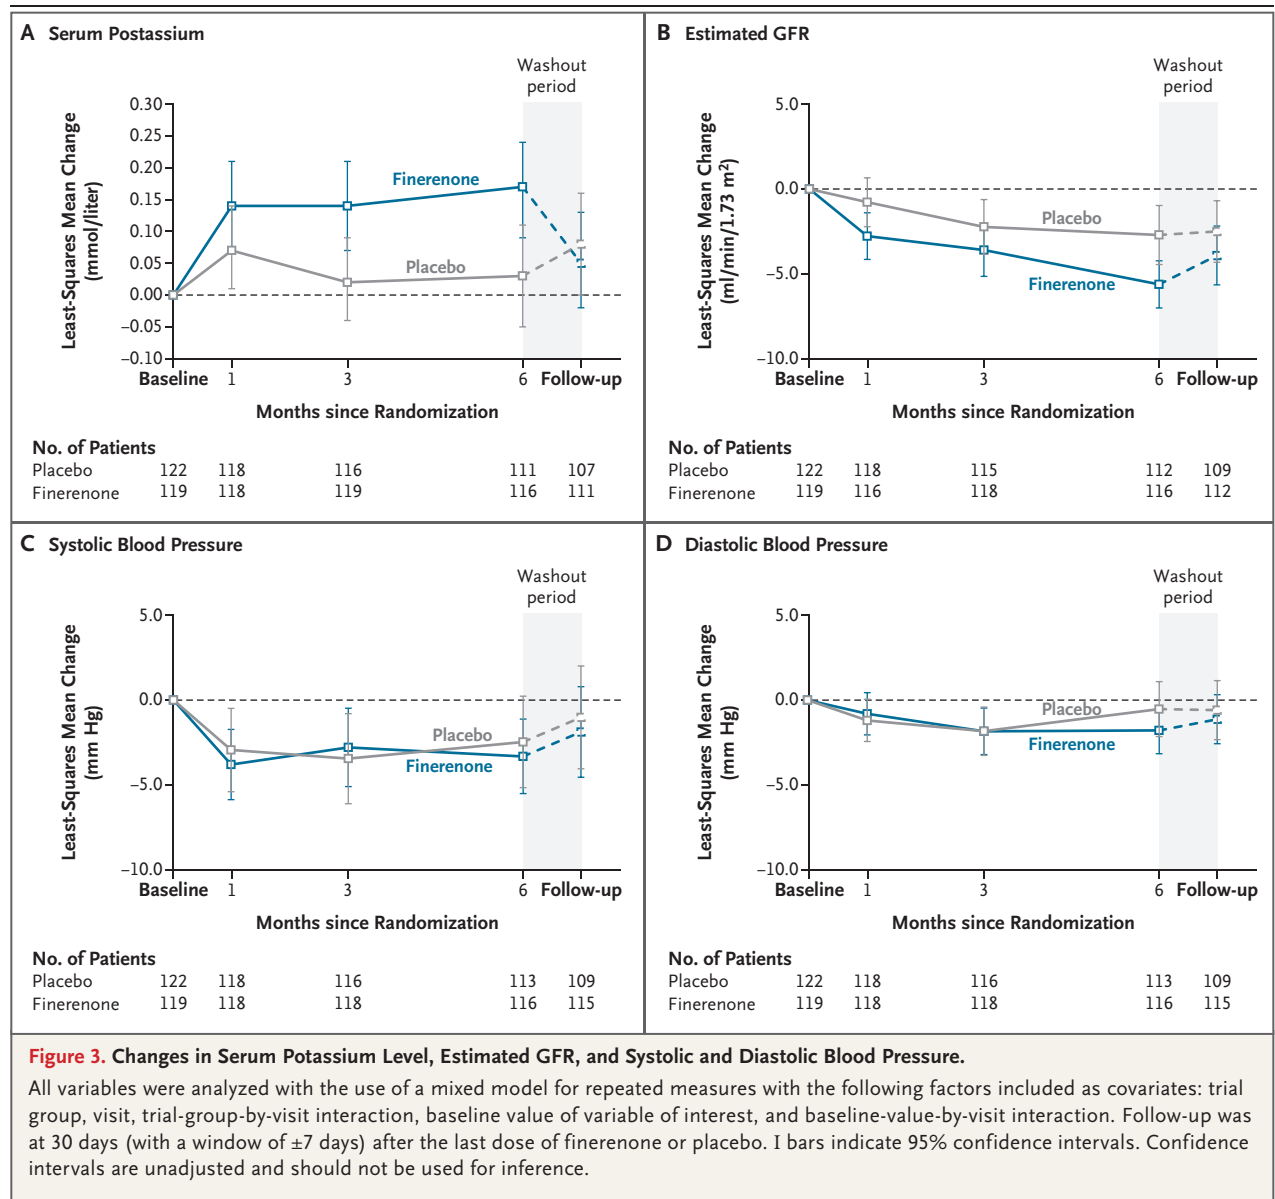 A Serum Postassium
Washout
period
0.30
0.25
0.20
0.15
0.10
0.05
0.00
−0.05
−0.10
Least-Squares Mean Change
(mmol/liter)
Finerenone
Placebo
Baseline 1 3 6 Follow-up
Months since Randomization
No. of Patients
Placebo 122 118 116 111 107
Finerenone 119 118 119 116 111
B Estimated GFR
Washout
period
5.0
0.0
−5.0
−10.0
Least-Squares Mean Change
(ml/min/1.73 m²)
Placebo
Finerenone
Baseline 1 3 6 Follow-up
Months since Randomization
No. of Patients
Placebo 122 118 115 112 109
Finerenone 119 116 118 116 112
C Systolic Blood Pressure
Washout
period
5.0
0.0
−5.0
−10.0
Least-Squares Mean Change
(mm Hg)
Placebo
Finerenone
Baseline 1 3 6 Follow-up
Months since Randomization
No. of Patients
Placebo 122 118 116 113 109
Finerenone 119 118 118 116 115
D Diastolic Blood Pressure
Washout
period
5.0
0.0
−5.0
−10.0
Least-Squares Mean Change
(mm Hg)
Placebo
Finerenone
Baseline 1 3 6 Follow-up
Months since Randomization
No. of Patients
Placebo 122 118 116 113 109
Finerenone 119 118 118 116 115
Figure 3. Changes in Serum Potassium Level, Estimated GFR, and Systolic and Diastolic Blood Pressure.
All variables were analyzed with the use of a mixed model for repeated measures with the following factors included as covariates: trial
group, visit, trial-group-by-visit interaction, baseline value of variable of interest, and baseline-value-by-visit interaction. Follow-up was
at 30 days (with a window of ±7 days) after the last dose of finerenone or placebo. I bars indicate 95% confidence intervals. Confidence
intervals are unadjusted and should not be used for inference.